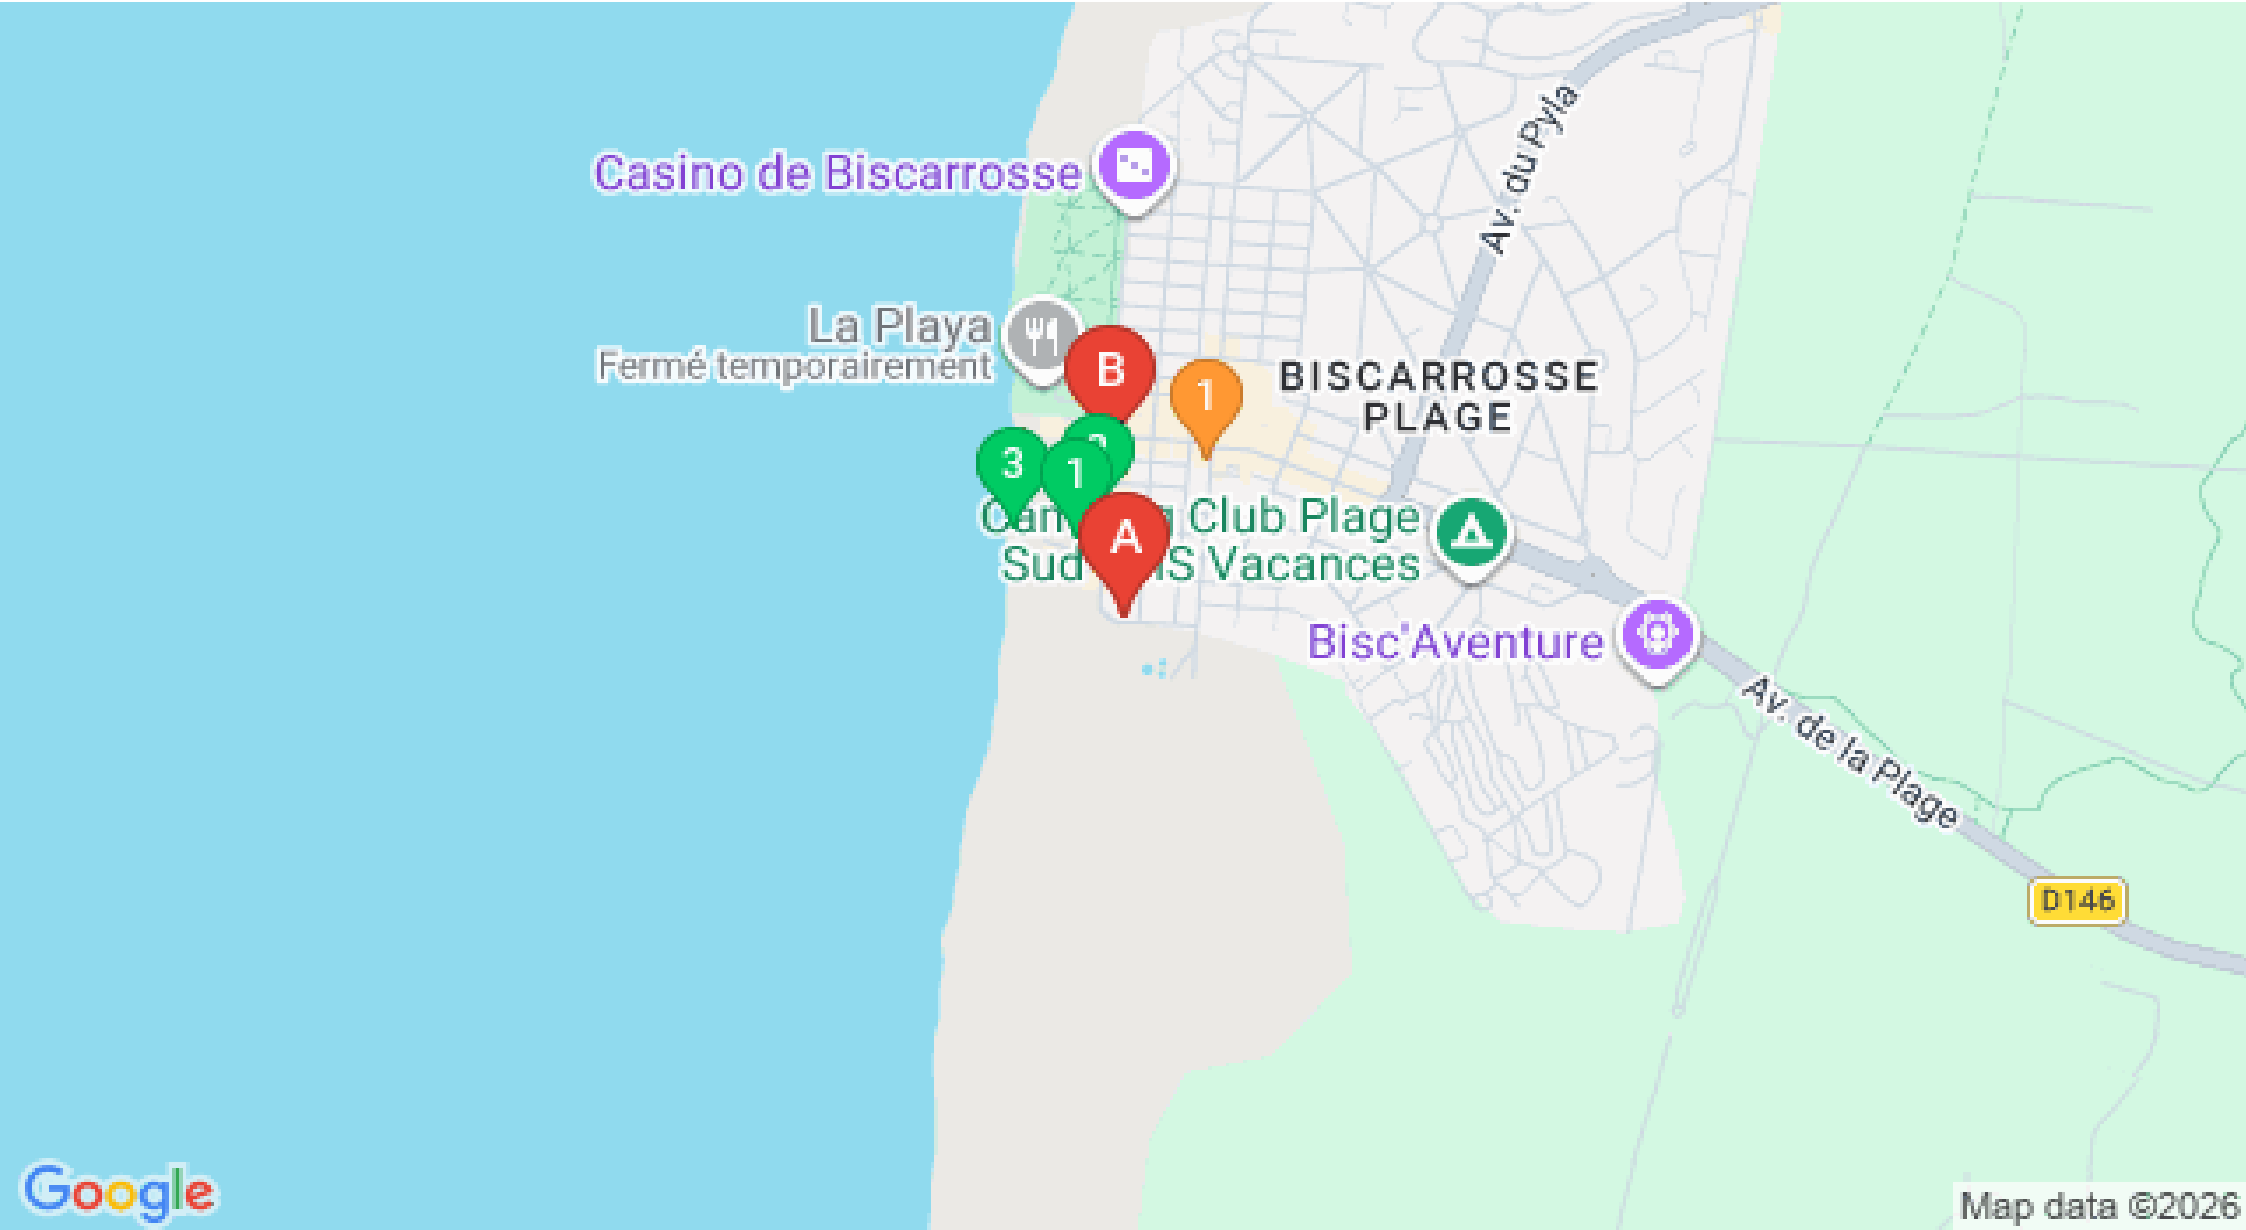 Av. du Pyla
Casino de Biscarrosse
La Playa
Fermé temporairement
B
1
BISCARROSSE
PLAGE
3
1
A
Club Plage
Vacances
Bisc'Aventure
Av. de la Plage
D146
Google
Map data ©2026